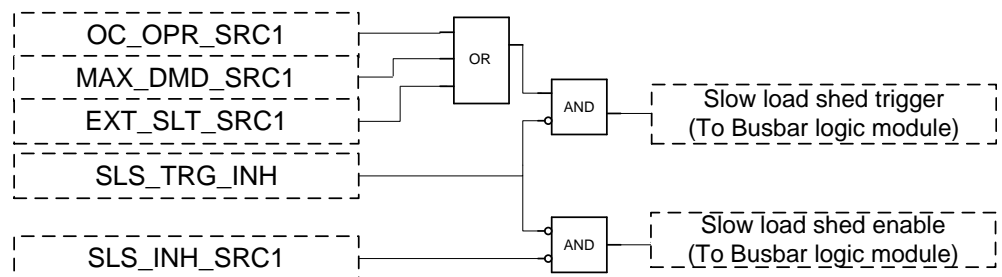 OC_OPR_SRC1
MAX_DMD_SRC1
EXT_SLT_SRC1
SLS_TRG_INH
SLS_INH_SRC1
OR
AND
AND
Slow load shed trigger
(To Busbar logic module)
Slow load shed enable
(To Busbar logic module)